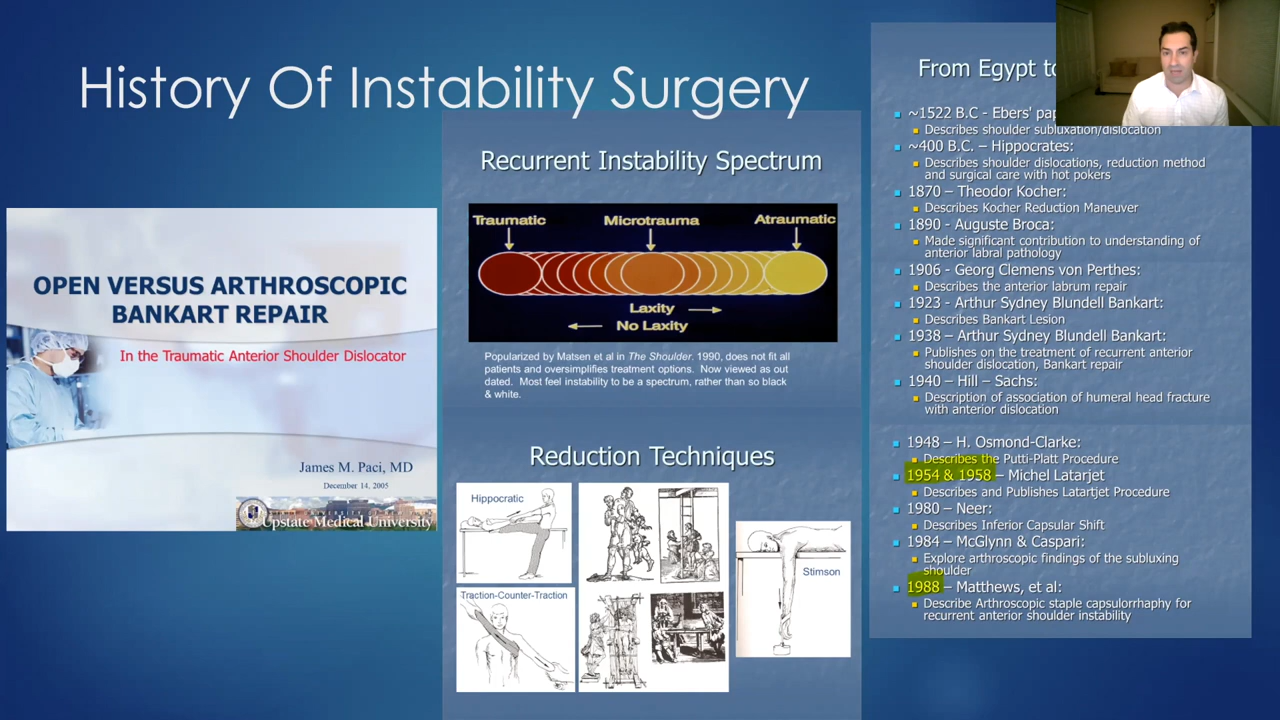 History Of Instability Surgery
OPEN VERSUS ARTHROSCOPIC
BANKART REPAIR
In the Traumatic Anterior Shoulder Dislocator
James M. Paci, MD
December 14, 2005
Upstate Medical University
Recurrent Instability Spectrum
Traumatic Microtrauma Atraumatic
Laxity
No Laxity
Popularized by Matsen et al in The Shoulder. 1990, does not fit all
patients and oversimplifies treatment options. Now viewed as out
dated. Most feel instability to be a spectrum, rather than so black
& white.
Reduction Techniques
Hippocratic
Traction-Counter-Traction
Stimson
From Egypt to
~1522 B.C - Ebers' pap
Describes shoulder subluxation/dislocation
~400 B.C. – Hippocrates:
Describes shoulder dislocations, reduction method
and surgical care with hot pokers
1870 – Theodor Kocher:
Describes Kocher Reduction Maneuver
1890 - Auguste Broca:
Made significant contribution to understanding of
anterior labral pathology
1906 - Georg Clemens von Perthes:
Describes the anterior labrum repair
1923 - Arthur Sydney Blundell Bankart:
Describes Bankart Lesion
1938 – Arthur Sydney Blundell Bankart:
Publishes on the treatment of recurrent anterior
shoulder dislocation, Bankart repair
1940 – Hill – Sachs:
Description of association of humeral head fracture
with anterior dislocation
1948 – H. Osmond-Clarke:
Describes the Putti-Platt Procedure
1954 & 1958 – Michel Latarjet
Describes and Publishes Latartjet Procedure
1980 – Neer:
Describes Inferior Capsular Shift
1984 – McGlynn & Caspari:
Explore arthroscopic findings of the subluxing
shoulder
1988 – Matthews, et al:
Describe Arthroscopic staple capsulorrhaphy for
recurrent anterior shoulder instability